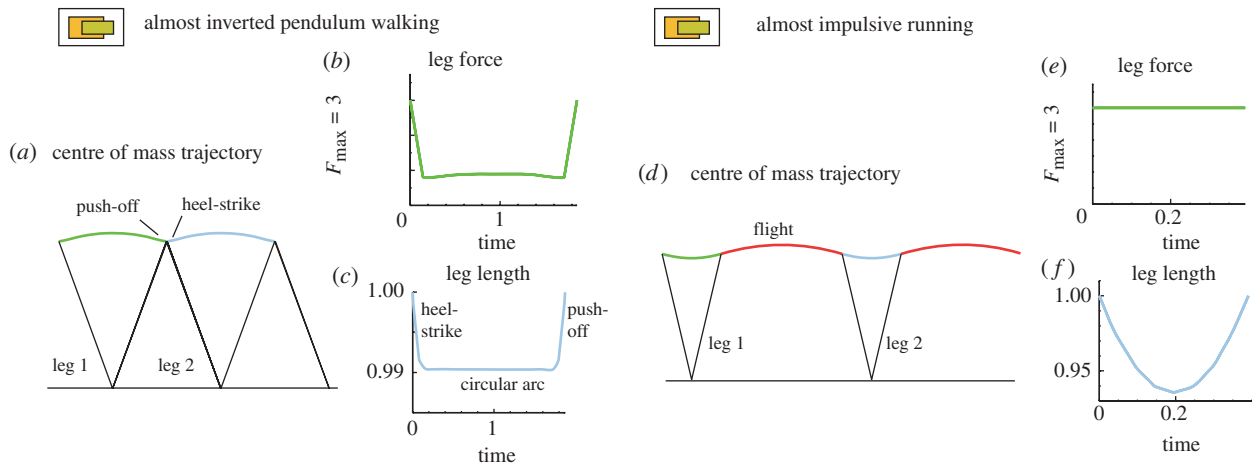 almost inverted pendulum walking
(a) centre of mass trajectory
push-off
heel-strike
leg 1
leg 2
(b)
leg force
F_max = 3
0
1
time
(c)
leg length
1.00
0.99
heel-
strike
push-
off
circular arc
0
1
time
almost impulsive running
(d) centre of mass trajectory
flight
leg 1
leg 2
(e)
leg force
F_max = 3
0
0.2
time
(f)
leg length
1.00
0.95
0
0.2
time